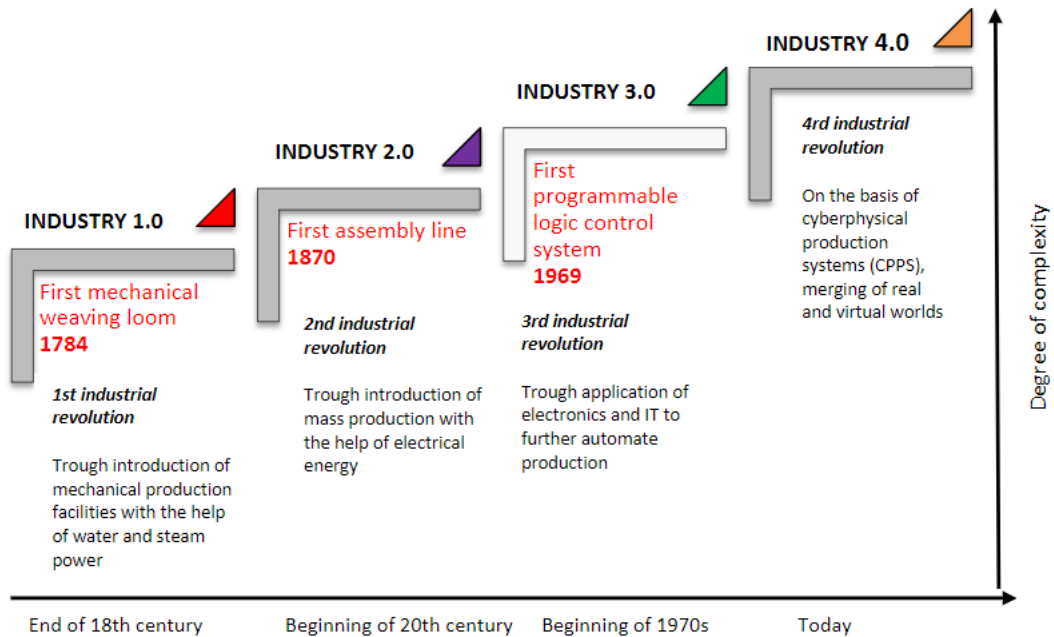 INDUSTRY 1.0
First mechanical
weaving loom
1784
1st industrial
revolution
Trough introduction of
mechanical production
facilities with the help
of water and steam
power
INDUSTRY 2.0
First assembly line
1870
2nd industrial
revolution
Trough introduction of
mass production with
the help of electrical
energy
INDUSTRY 3.0
First
programmable
logic control
system
1969
3rd industrial
revolution
Trough application of
electronics and IT to
further automate
production
INDUSTRY 4.0
4rd industrial
revolution
On the basis of
cyberphysical
production
systems (CPPS),
merging of real
and virtual worlds
Degree of complexity
End of 18th century
Beginning of 20th century
Beginning of 1970s
Today